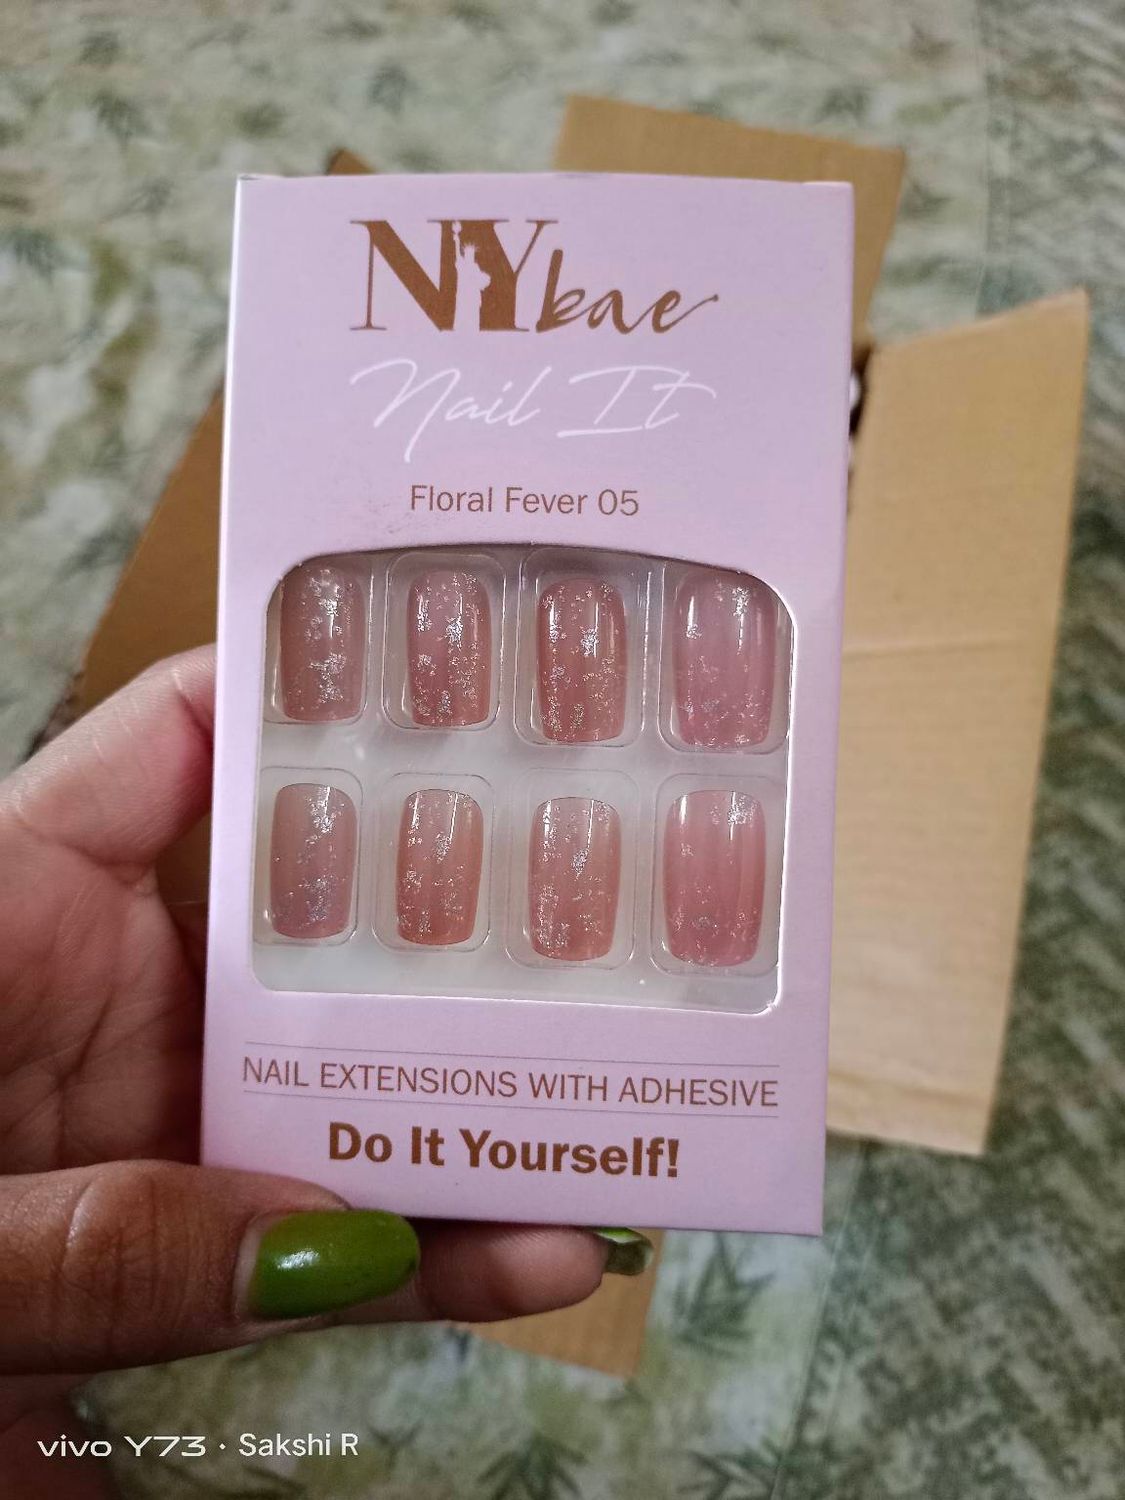 NYbae
Nail It
Floral Fever 05
NAIL EXTENSIONS WITH ADHESIVE
Do It Yourself!
vivo Y73 · Sakshi R